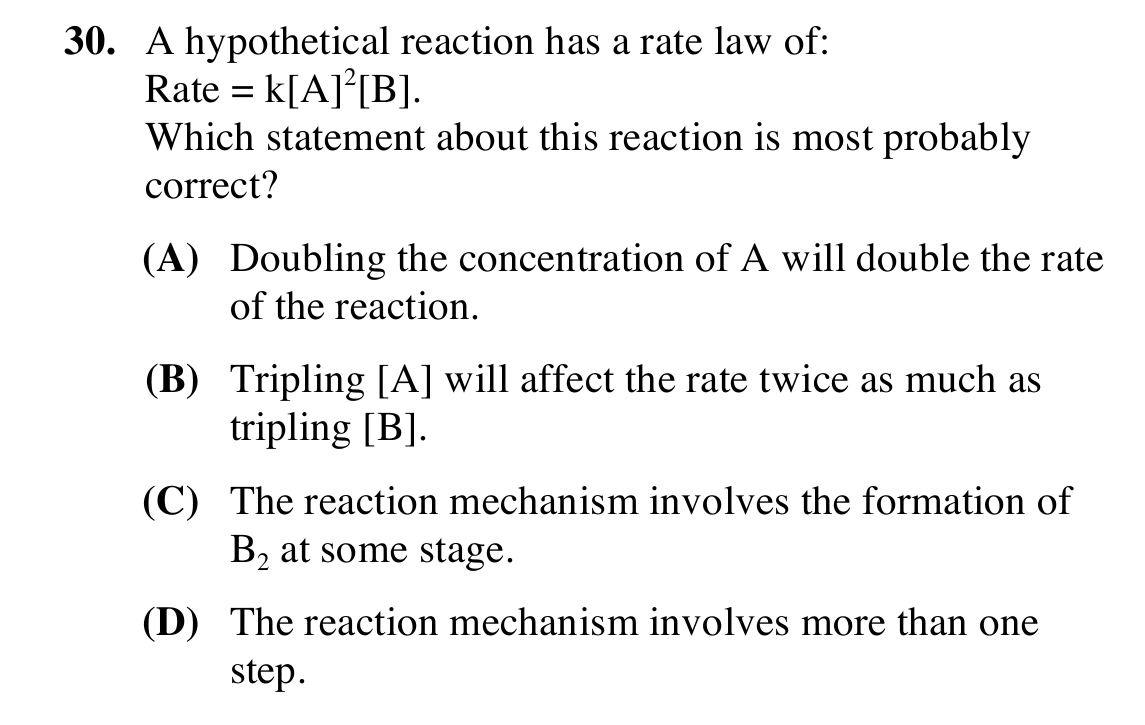 30. A hypothetical reaction has a rate law of:
Rate = k[A]²[B].
Which statement about this reaction is most probably
correct?
(A) Doubling the concentration of A will double the rate
of the reaction.
(B) Tripling [A] will affect the rate twice as much as
tripling [B].
(C) The reaction mechanism involves the formation of
B₂ at some stage.
(D) The reaction mechanism involves more than one
step.